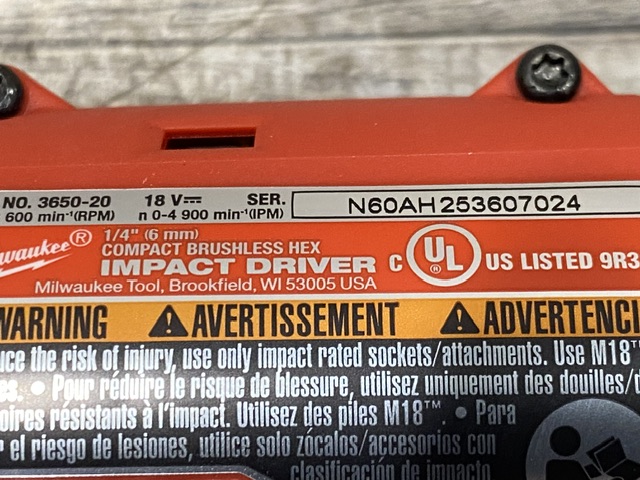 NO. 3650-20 18 V⎓ SER. N60AH253607024
600 min⁻¹(RPM) n 0-4 900 min⁻¹(IPM)
1/4" (6 mm)
COMPACT BRUSHLESS HEX
IMPACT DRIVER
Milwaukee Tool, Brookfield, WI 53005 USA
C UL ® US LISTED 9R3
WARNING AVERTISSEMENT
the risk of injury, use only impact rated sockets/attachments. Use M18™
• Pour réduire le risque de blessure, utilisez uniquement des douilles/
résistants à l'impact. Utilisez des piles M18™. • Para
el riesgo de lesiones, utilice solo zócalos/accesorios con
clasificación de impacto